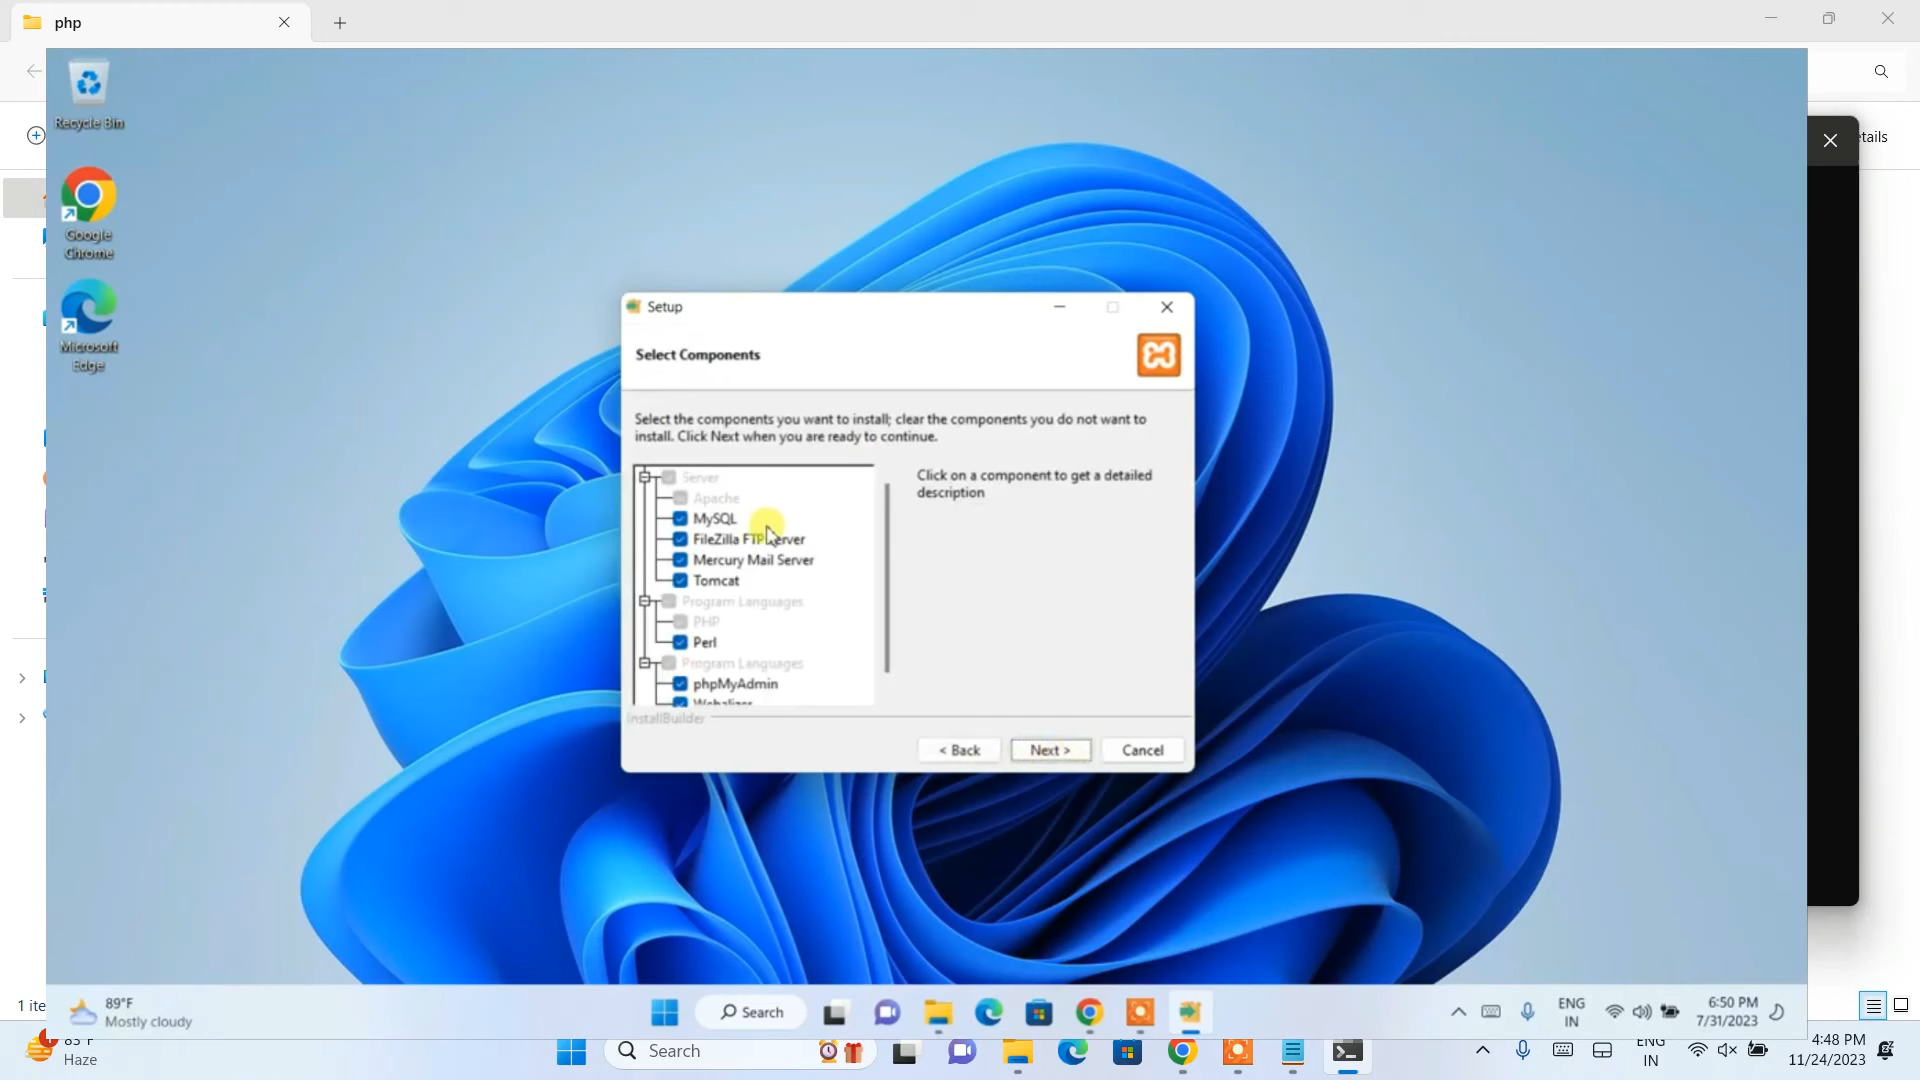 php
Recycle Bin
etails
Google
Chrome
Microsoft
Edge
Setup
Select Components
Select the components you want to install; clear the components you do not want to
install. Click Next when you are ready to continue.
Server
Apache
MySQL
FileZilla FTP Server
Mercury Mail Server
Tomcat
Program Languages
PHP
Perl
Program Languages
phpMyAdmin
Webalizer
Click on a component to get a detailed
description
InstallBuilder
< Back
Next >
Cancel
1 ite
89°F
Mostly cloudy
Search
ENG
IN
6:50 PM
7/31/2023
83°F
Haze
Search
ENG
IN
4:48 PM
11/24/2023